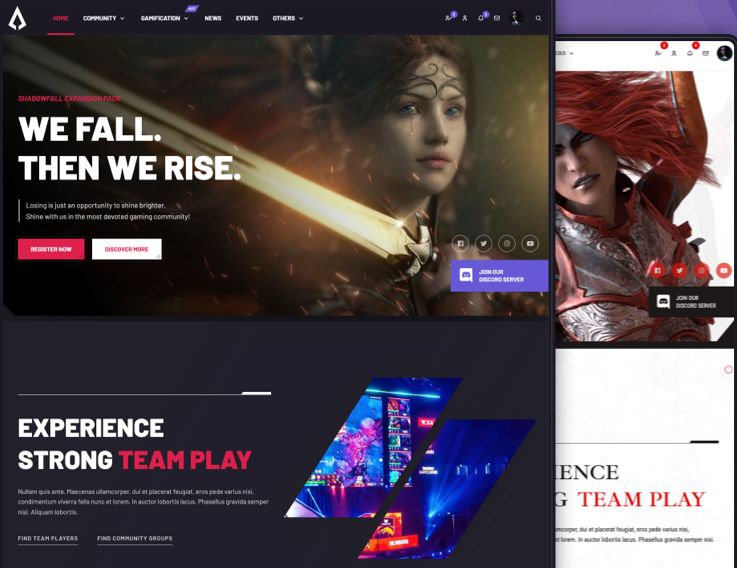 HOT
HOME
COMMUNITY
GAMIFICATION
NEWS
EVENTS
OTHERS
SHADOWFALL EXPANSION PACK
WE FALL.
THEN WE RISE.
Losing is just an opportunity to shine brighter.
Shine with us in the most devoted gaming community!
REGISTER NOW
DISCOVER MORE
JOIN OUR
DISCORD SERVER
EXPERIENCE
STRONG TEAM PLAY
Nullam quis ante. Maecenas ullamcorper, dui et placerat feugiat, eros pede varius nisi,
condimentum viverra felis nunc et lorem. In auctor lobortis lacus. Phasellus gravida semper
nisi. Aliquam lobortis.
FIND TEAM PLAYERS
FIND COMMUNITY GROUPS
ERS
JOIN OUR
DISCORD SERVER
IENCE
G TEAM PLAY
mcorper, dui et placerat feugiat, eros pede varius nisi,
et lorem. In auctor lobortis lacus. Phasellus gravida semper